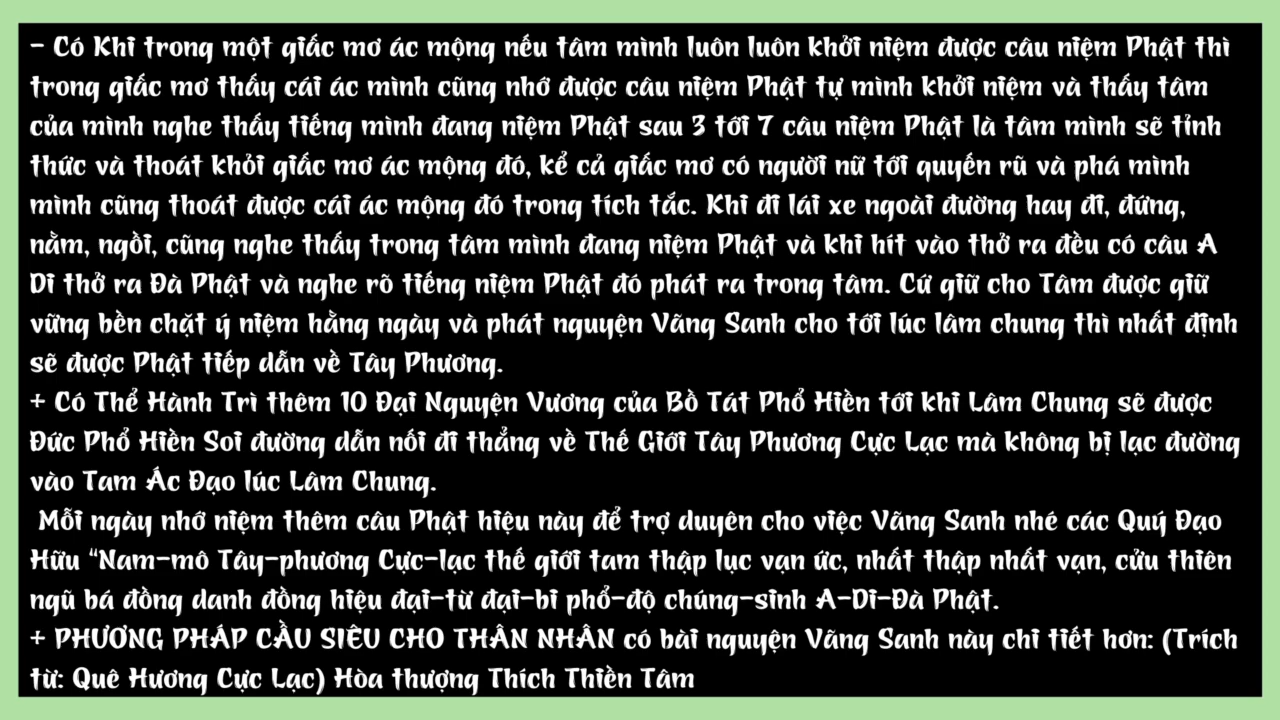 - Có Khi trong một giấc mơ ác mộng nếu tâm mình luôn luôn khởi niệm được câu niệm Phật thì
trong giấc mơ thấy cái ác mình cũng nhớ được câu niệm Phật tự mình khởi niệm và thấy tâm
của mình nghe thấy tiếng mình đang niệm Phật sau 3 tới 7 câu niệm Phật là tâm mình sẽ tỉnh
thức và thoát khỏi giấc mơ ác mộng đó, kể cả giấc mơ có người nữ tới quyến rũ và phá mình
mình cũng thoát được cái ác mộng đó trong tích tắc. Khi đi lái xe ngoài đường hay đi, đứng,
nằm, ngồi, cũng nghe thấy trong tâm mình đang niệm Phật và khi hít vào thở ra đều có câu A
Di thở ra Đà Phật và nghe rõ tiếng niệm Phật đó phát ra trong tâm. Cứ giữ cho Tâm được giữ
vững bền chặt ý niệm hằng ngày và phát nguyện Vãng Sanh cho tới lúc lâm chung thì nhất định
sẽ được Phật tiếp dẫn về Tây Phương.
+ Có Thể Hành Trì thêm 10 Đại Nguyện Vương của Bồ Tát Phổ Hiền tới khi Lâm Chung sẽ được
Đức Phổ Hiền Soi đường dẫn nối đi thẳng về Thế Giới Tây Phương Cực Lạc mà không bị lạc đường
vào Tam Ác Đạo lúc Lâm Chung.
Mỗi ngày nhớ niệm thêm câu Phật hiệu này để trợ duyên cho việc Vãng Sanh nhé các Quý Đạo
Hữu "Nam-mô Tây-phương Cực-lạc thế giới tam thập lục vạn ức, nhất thập nhất vạn, cửu thiên
ngũ bá đồng danh đồng hiệu đại-từ đại-bi phổ-độ chúng-sinh A-Di-Đà Phật.
+ PHƯƠNG PHÁP CẦU SIÊU CHO THÂN NHÂN có bài nguyện Vãng Sanh này chi tiết hơn: (Trích
từ: Quê Hương Cực Lạc) Hòa thượng Thích Thiền Tâm